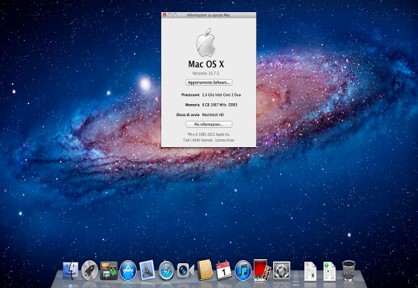 Informazioni su questo Mac
Mac OS X
Versione 10.7.5
Aggiornamento Software...
Processore 2,4 GHz Intel Core 2 Duo
Memoria 8 GB 1067 MHz DDR3
Disco di avvio Macintosh HD
Più informazioni...
TM e © 1983-2012 Apple Inc.
Tutti i diritti riservati.
1